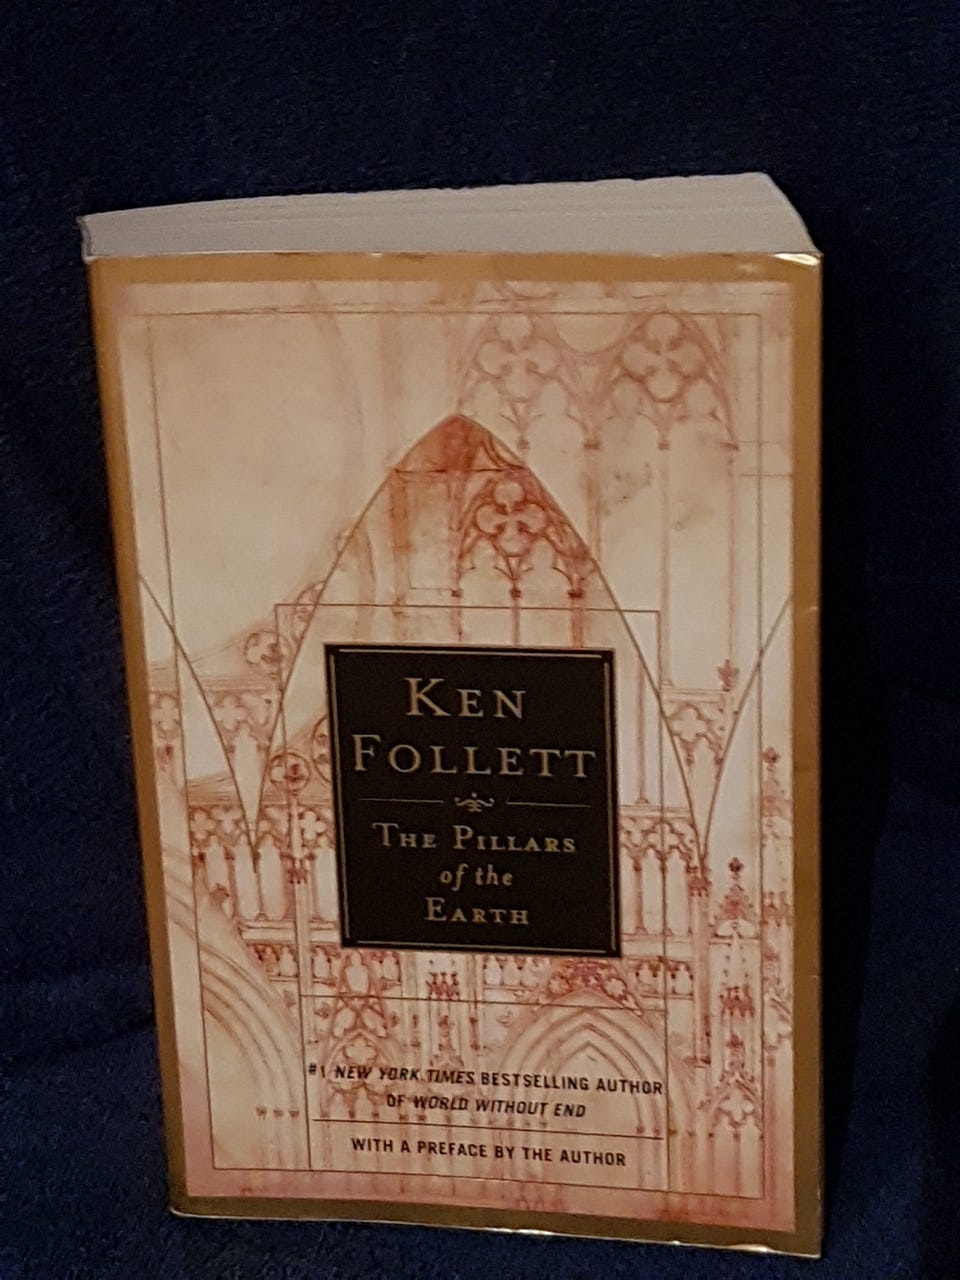 KEN
FOLLETT
THE PILLARS
of the
EARTH
#1 NEW YORK TIMES BESTSELLING AUTHOR
OF WORLD WITHOUT END
WITH A PREFACE BY THE AUTHOR